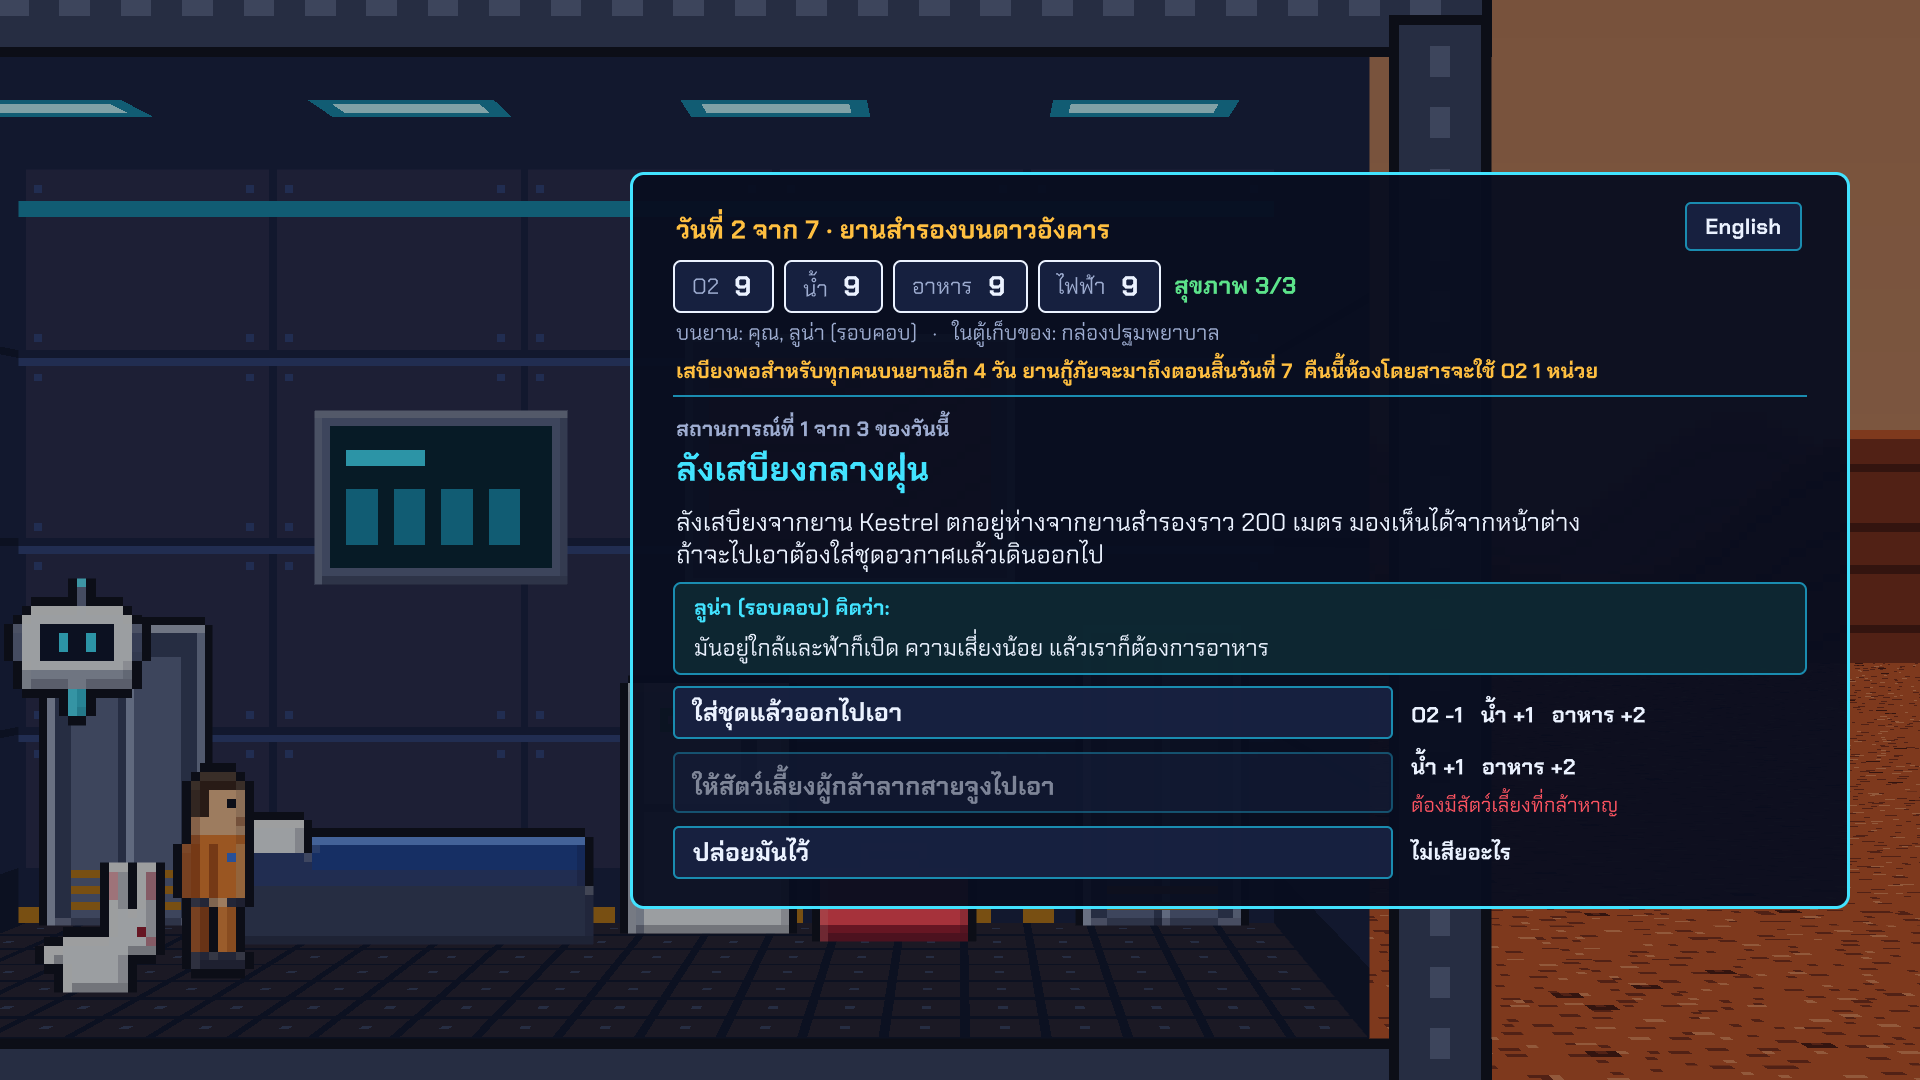 วันที่ 2 จาก 7 · ยานสำรองบนดาวอังคาร
English
O2 9 น้ำ 9 อาหาร 9 ไฟฟ้า 9 สุขภาพ 3/3
บนยาน: คุณ, ลูน่า (รอบคอบ) · ในตู้เก็บของ: กล่องปฐมพยาบาล
เสบียงพอสำหรับทุกคนบนยานอีก 4 วัน ยานกู้ภัยจะมาถึงตอนสิ้นวันที่ 7 คืนนี้ห้องโดยสารจะใช้ O2 1 หน่วย
สถานการณ์ที่ 1 จาก 3 ของวันนี้
ลังเสบียงกลางฝุ่น
ลังเสบียงจากยาน Kestrel ตกอยู่ห่างจากยานสำรองราว 200 เมตร มองเห็นได้จากหน้าต่าง
ถ้าจะไปเอาต้องใส่ชุดอวกาศแล้วเดินออกไป
ลูน่า (รอบคอบ) คิดว่า:
มันอยู่ใกล้และฟ้าก็เปิด ความเสี่ยงน้อย แล้วเราก็ต้องการอาหาร
ใส่ชุดแล้วออกไปเอา O2 -1 น้ำ +1 อาหาร +2
ให้สัตว์เลี้ยงผู้กล้าลากสายจูงไปเอา น้ำ +1 อาหาร +2
ต้องมีสัตว์เลี้ยงที่กล้าหาญ
ปล่อยมันไว้ ไม่เสียอะไร